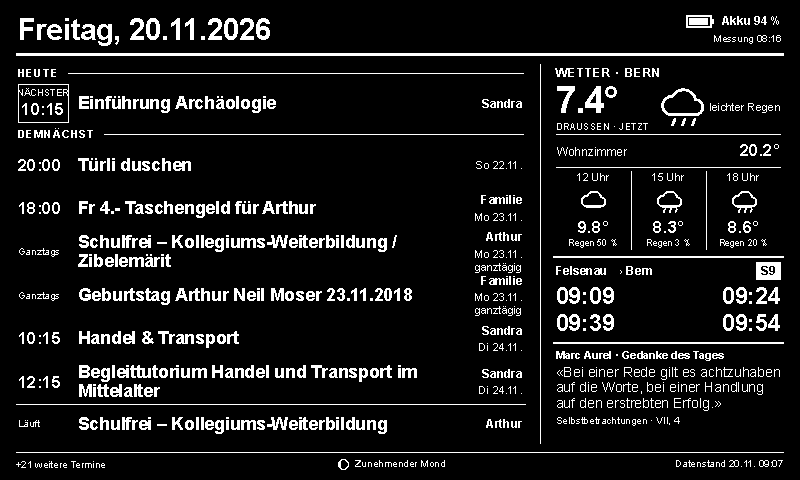 Freitag, 20.11.2026
Akku 94 %
Messung 08:16
HEUTE
NÄCHSTER
10:15 Einführung Archäologie Sandra
DEMNÄCHST
20:00 Türli duschen So 22.11.
18:00 Fr 4.- Taschengeld für Arthur Familie
Mo 23.11.
Ganztags Schulfrei – Kollegiums-Weiterbildung / Zibelemärit Arthur
Mo 23.11.
ganztägig
Ganztags Geburtstag Arthur Neil Moser 23.11.2018 Familie
Mo 23.11.
ganztägig
10:15 Handel & Transport Sandra
Di 24.11.
12:15 Begleittutorium Handel und Transport im Mittelalter Sandra
Di 24.11.
Läuft Schulfrei – Kollegiums-Weiterbildung Arthur
WETTER · BERN
7.4°
leichter Regen
DRAUSSEN · JETZT
Wohnzimmer 20.2°
12 Uhr 15 Uhr 18 Uhr
9.8° 8.3° 8.6°
Regen 50 % Regen 3 % Regen 20 %
Felsenau › Bern S9
09:09 09:24
09:39 09:54
Marc Aurel · Gedanke des Tages
«Bei einer Rede gilt es achtzuhaben
auf die Worte, bei einer Handlung
auf den erstrebten Erfolg.»
Selbstbetrachtungen · VII, 4
+21 weitere Termine
Zunehmender Mond
Datenstand 20.11. 09:07